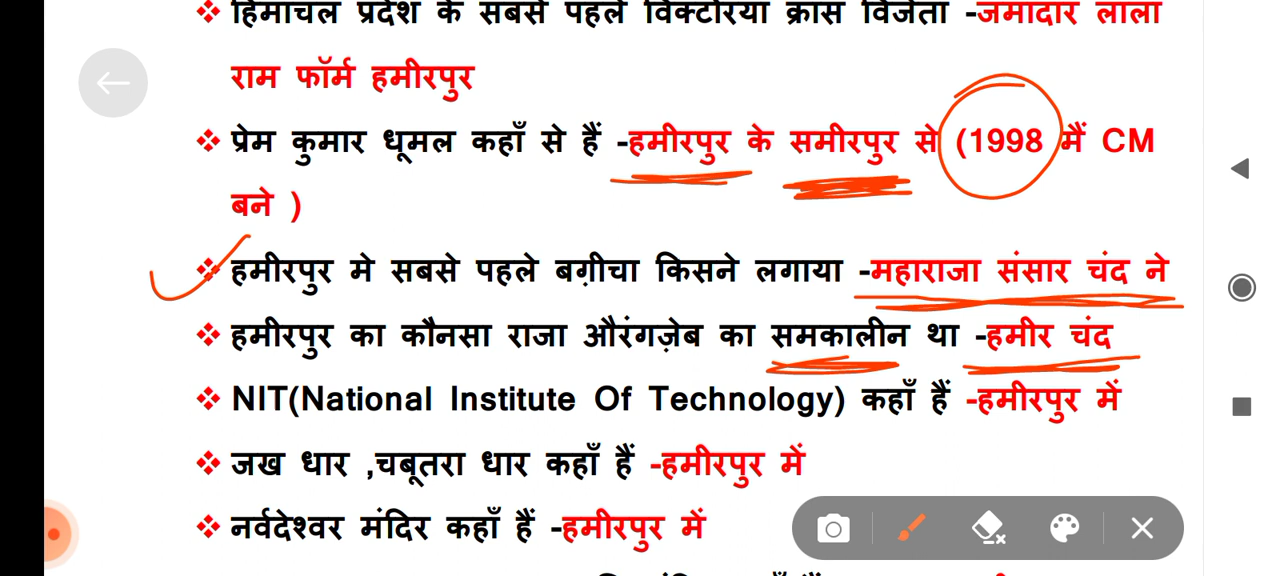 ❖ हिमाचल प्रदेश के सबसे पहले विक्टोरया क्रास विजेता -जमादार लाला
राम फॉर्म हमीरपुर
❖ प्रेम कुमार धूमल कहाँ से हैं -हमीरपुर के समीरपुर से (1998 मैं CM
बने )
❖ हमीरपुर मे सबसे पहले बग़ीचा किसने लगाया -महाराजा संसार चंद ने
❖ हमीरपुर का कौनसा राजा औरंगज़ेब का समकालीन था -हमीर चंद
❖ NIT(National Institute Of Technology) कहाँ हैं -हमीरपुर में
❖ जख धार ,चबूतरा धार कहाँ हैं -हमीरपुर में
❖ नर्वदेश्वर मंदिर कहाँ हैं -हमीरपुर में